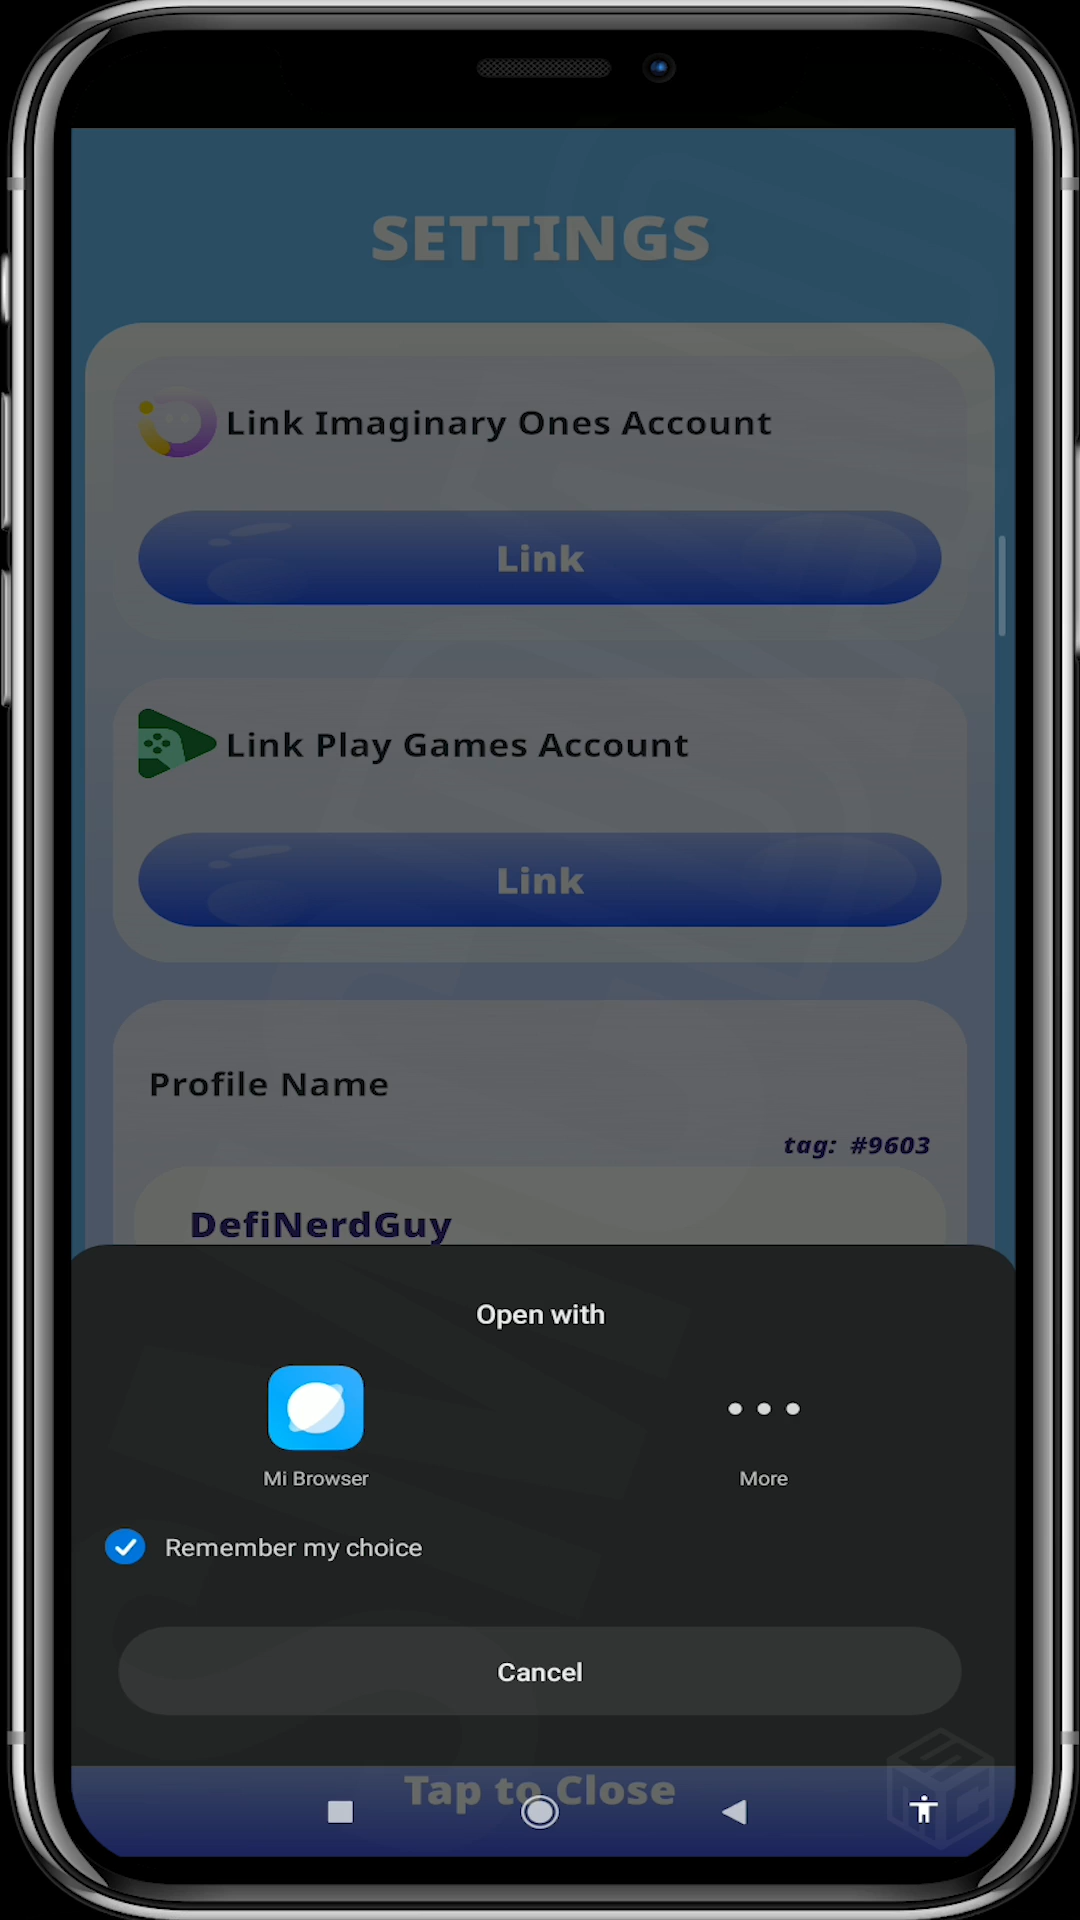 SETTINGS
Link Imaginary Ones Account
Link
Link Play Games Account
Link
Profile Name
tag: #9603
DefiNerdGuy
Open with
Mi Browser
More
Remember my choice
Cancel
Tap to Close